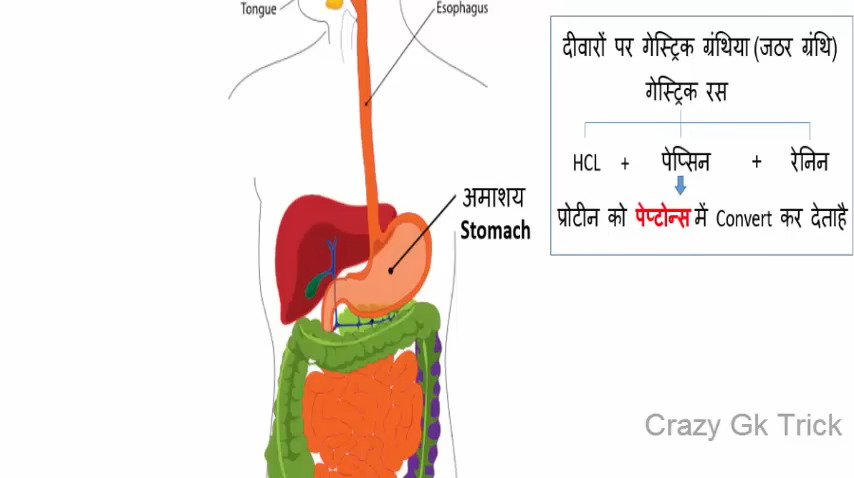 Tongue
Esophagus
दीवारों पर गेस्ट्रिक ग्रंथिया (जठर ग्रंथि)
गेस्ट्रिक रस
HCL + पेप्सिन + रेनिन
प्रोटीन को पेप्टोन्स में Convert कर देताहै
अमाशय
Stomach
Crazy Gk Trick